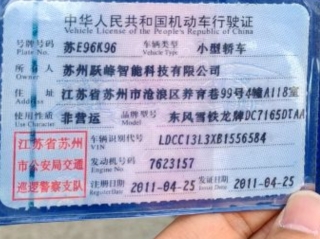 中华人民共和国机动车行驶证
Vehicle License of the People's Republic of China
号牌号码 苏E96K96 车辆类型 小型轿车
Plate No. Vehicle Type
所有人 苏州跃峰智能科技有限公司
Owner
住址 江苏省苏州市沧浪区养育巷99号4幢A118室
Address
使用性质 非营运 品牌型号 东风雪铁龙牌DC7165DTAA
Use Character Model
车辆识别代号 LDCC13L3XB1556584
VIN
发动机号码 7623157
Engine No.
注册日期 2011-04-25 发证日期 2011-04-25
Register Date Issue Date
江苏省苏州
市公安局交通
巡逻警察支队